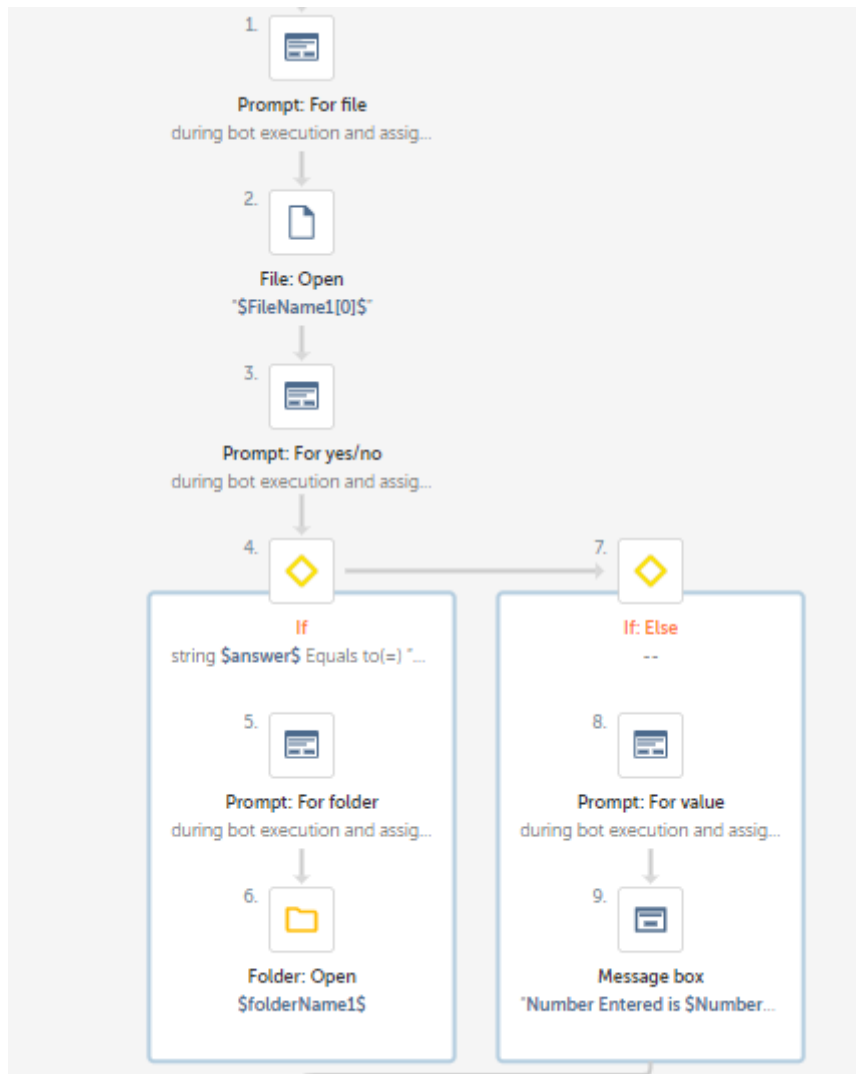 1.
Prompt: For file
during bot execution and assig...
2.
File: Open
"$FileName1[0]$"
3.
Prompt: For yes/no
during bot execution and assig...
4.
If
string $answer$ Equals to(=) "...
5.
Prompt: For folder
during bot execution and assig...
6.
Folder: Open
$folderName1$
7.
If: Else
--
8.
Prompt: For value
during bot execution and assig...
9.
Message box
"Number Entered is $Number...